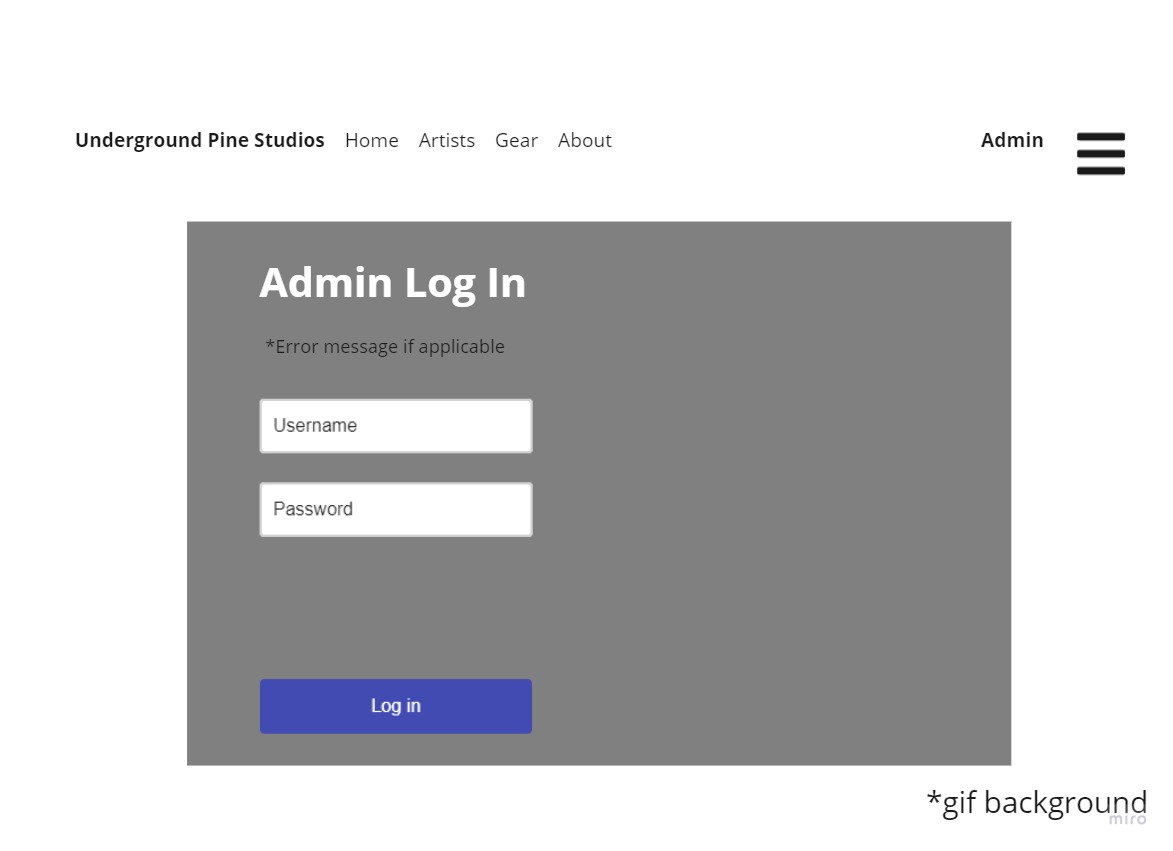 Underground Pine Studios Home Artists Gear About Admin
Admin Log In
*Error message if applicable
Username
Password
Log in
*gif background
miro